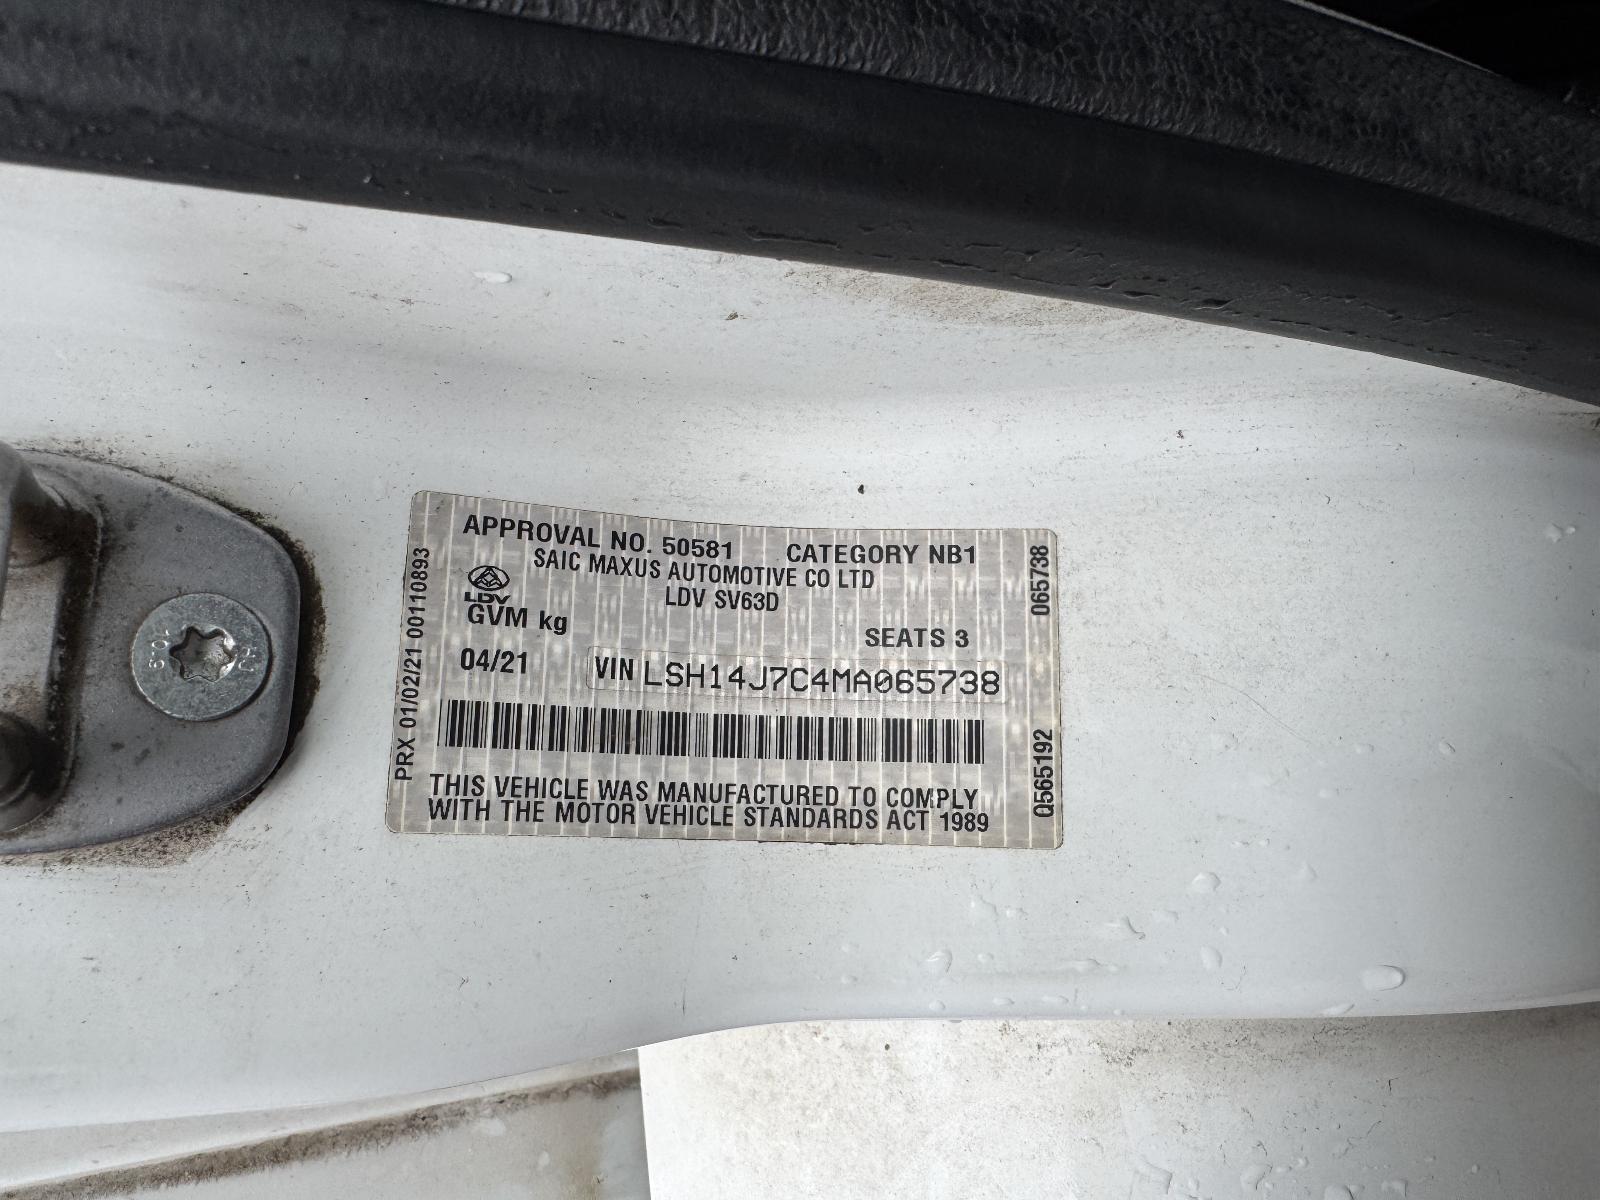 APPROVAL NO. 50581 CATEGORY NB1
SAIC MAXUS AUTOMOTIVE CO LTD
LDV
LDV SV63D
GVM kg
SEATS 3
04/21
VIN LSH14J7C4MA065738
THIS VEHICLE WAS MANUFACTURED TO COMPLY
WITH THE MOTOR VEHICLE STANDARDS ACT 1989
PRX 01/02/21 00110893
065738
Q565192